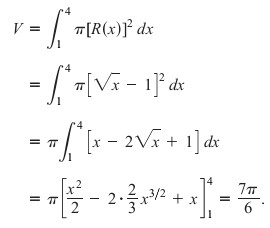 V = ∫₁⁴ π[R(x)]² dx
= ∫₁⁴ π[√x − 1]² dx
= π∫₁⁴ [x − 2√x + 1] dx
= π[x²/2 − 2·(2/3)x^{3/2} + x]₁⁴ = 7π/6.